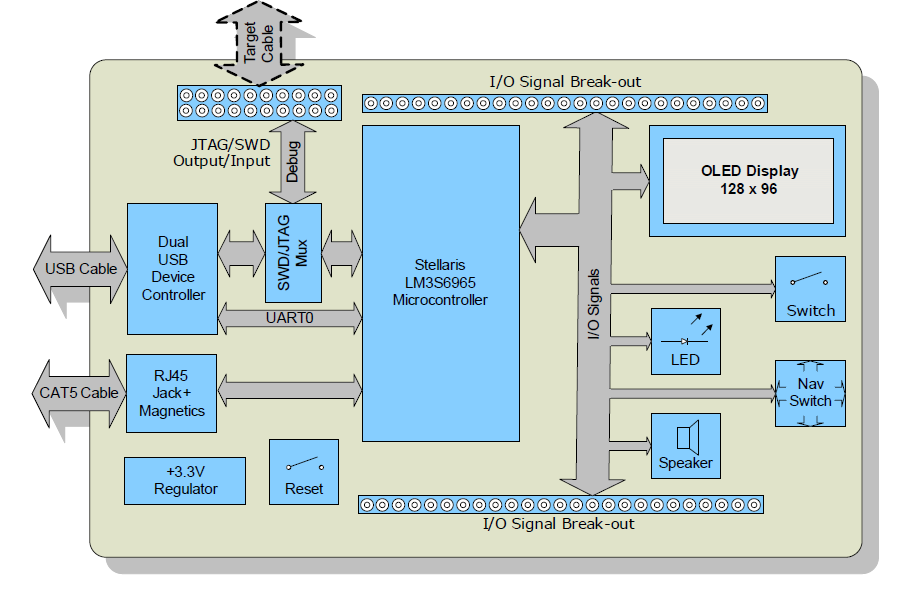 Target
Cable
I/O Signal Break-out
JTAG/SWD
Output/Input
Debug
OLED Display
128 x 96
Dual
USB
Device
Controller
SWD/JTAG
Mux
Stellaris
LM3S6965
Microcontroller
USB Cable
UART0
I/O Signals
Switch
LED
RJ45
Jack+
Magnetics
CAT5 Cable
Nav
Switch
Speaker
+3.3V
Regulator
Reset
I/O Signal Break-out